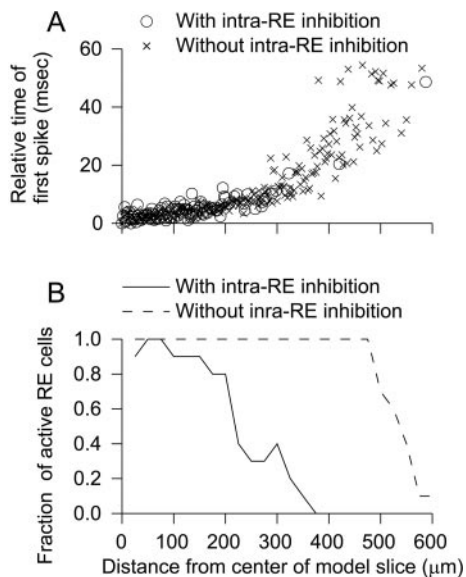 A
With intra-RE inhibition
Without intra-RE inhibition
60
40
20
0
Relative time of
first spike (msec)
B
With intra-RE inhibition
Without inra-RE inhibition
1.0
0.8
0.6
0.4
0.2
0.0
Fraction of active RE cells
0 100 200 300 400 500 600
Distance from center of model slice (μm)